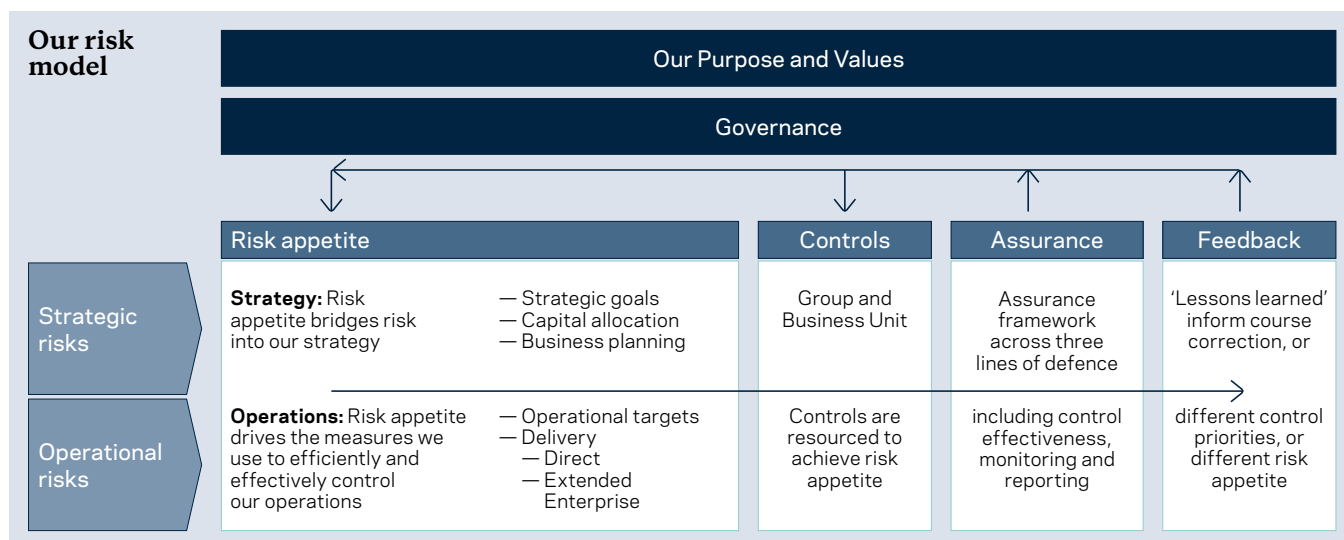 Our risk
model
Our Purpose and Values
Governance
Risk appetite
Controls
Assurance
Feedback
Strategic
risks
Strategy: Risk
appetite bridges risk
into our strategy
— Strategic goals
— Capital allocation
— Business planning
Group and
Business Unit
Assurance
framework
across three
lines of defence
‘Lessons learned’
inform course
correction, or
Operational
risks
Operations: Risk appetite
drives the measures we
use to efficiently and
effectively control
our operations
— Operational targets
— Delivery
— Direct
— Extended
Enterprise
Controls are
resourced to
achieve risk
appetite
including control
effectiveness,
monitoring and
reporting
different control
priorities, or
different risk
appetite